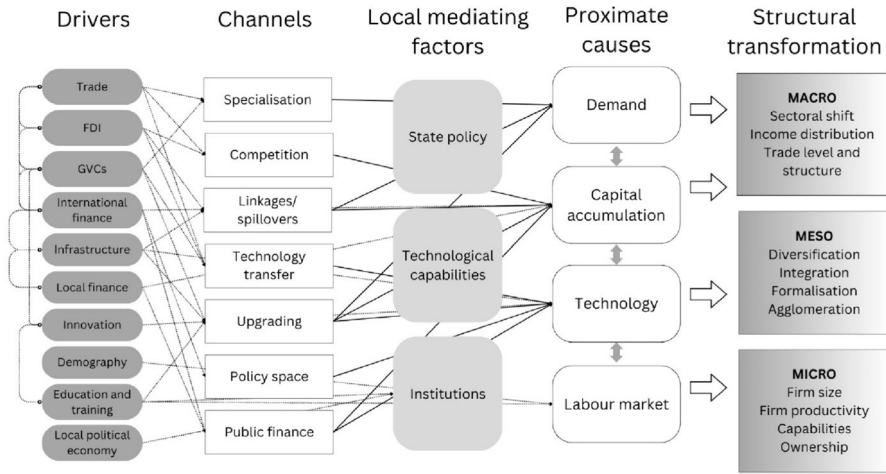 Drivers
Channels
Local mediating
factors
Proximate
causes
Structural
transformation
Trade
FDI
GVCs
International
finance
Infrastructure
Local finance
Innovation
Demography
Education and
training
Local political
economy
Specialisation
Competition
Linkages/
spillovers
Technology
transfer
Upgrading
Policy space
Public finance
State policy
Technological
capabilities
Institutions
Demand
Capital
accumulation
Technology
Labour market
MACRO
Sectoral shift
Income distribution
Trade level and
structure
MESO
Diversification
Integration
Formalisation
Agglomeration
MICRO
Firm size
Firm productivity
Capabilities
Ownership